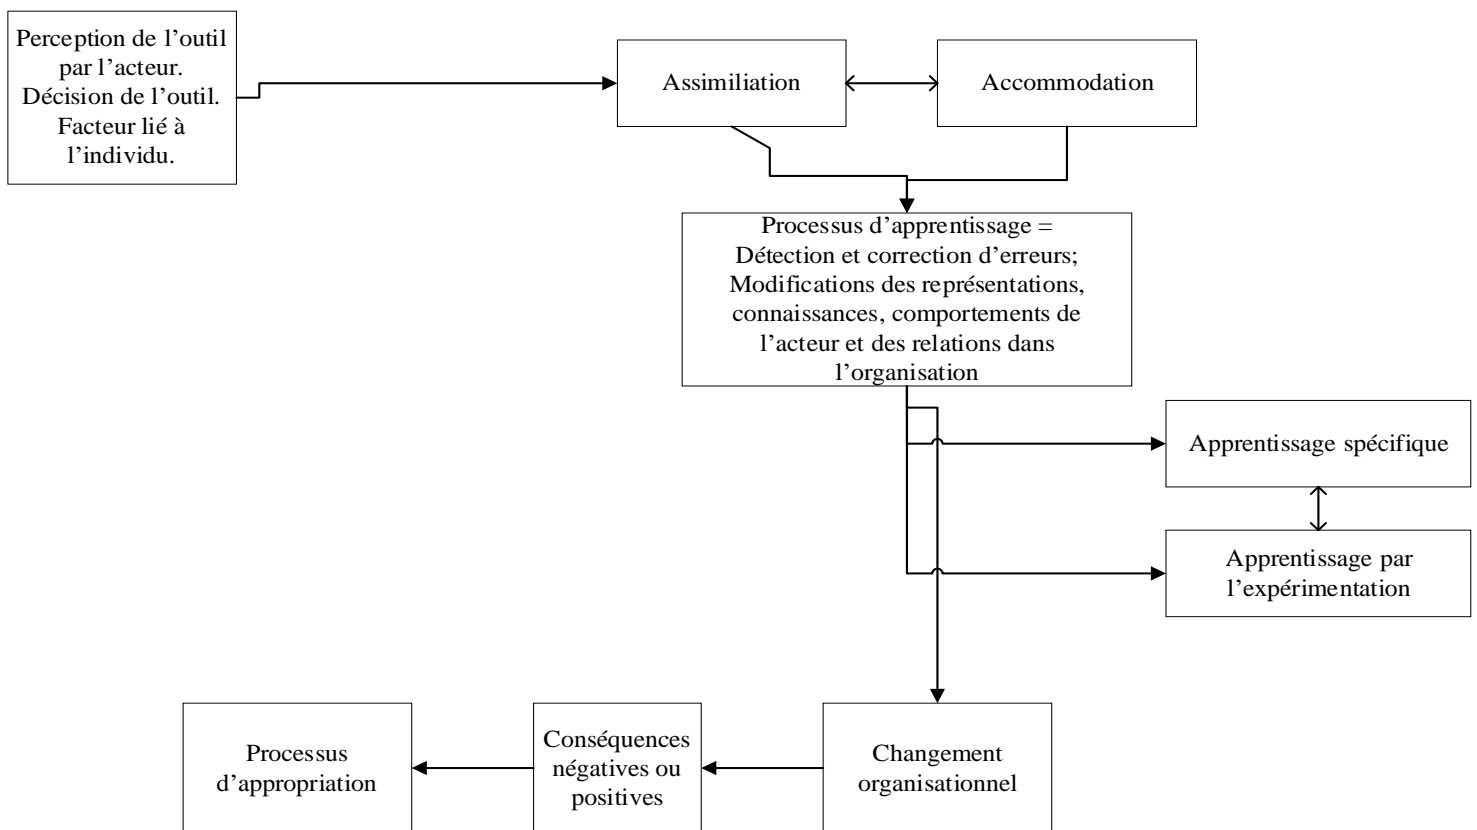 Perception de l’outil
par l’acteur.
Décision de l’outil.
Facteur lié à
l’individu.
Assimiliation
Accommodation
Processus d’apprentissage =
Détection et correction d’erreurs;
Modifications des représentations,
connaissances, comportements de
l’acteur et des relations dans
l’organisation
Apprentissage spécifique
Apprentissage par
l’expérimentation
Processus
d’appropriation
Conséquences
négatives ou
positives
Changement
organisationnel